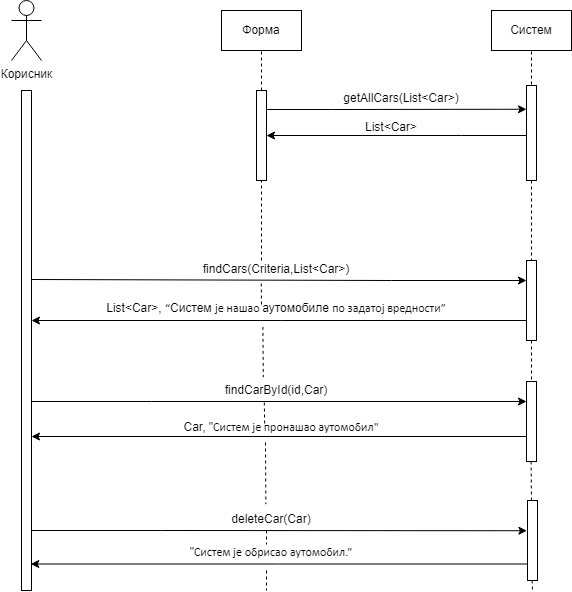 Форма
Систем
Корисник
getAllCars(List<Car>)
List<Car>
findCars(Criteria,List<Car>)
List<Car>, “Систем је нашао аутомобиле по задатој вредности”
findCarById(id,Car)
Car, "Систем је пронашао аутомобил"
deleteCar(Car)
"Систем је обрисао аутомобил.”